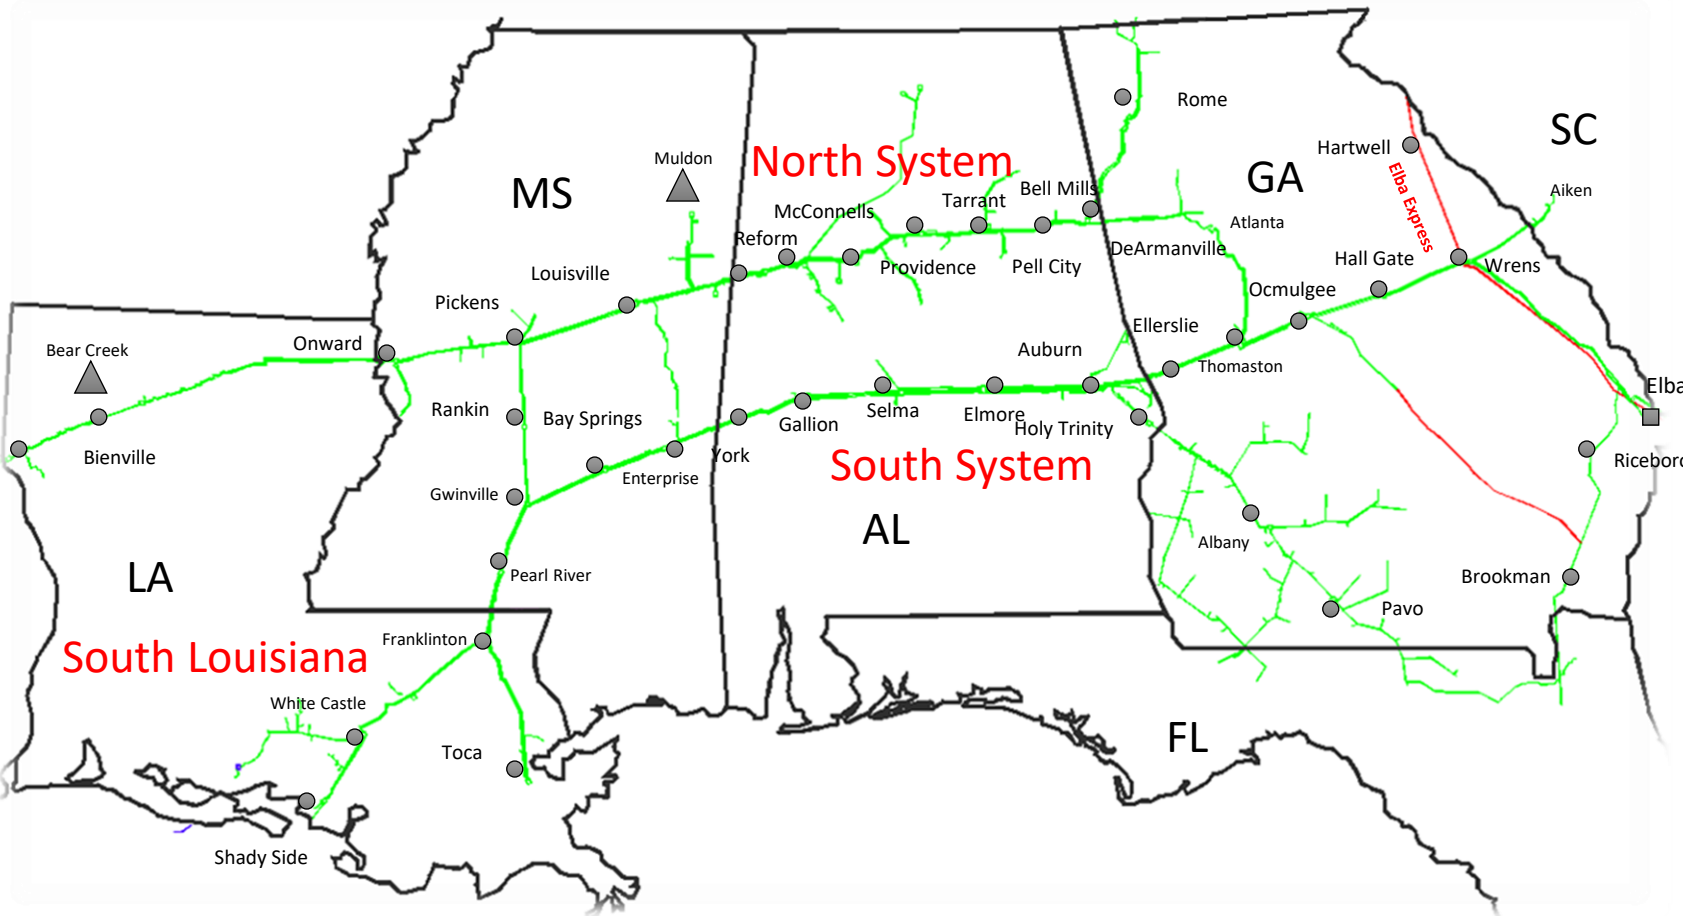 Rome
SC
Hartwell
Muldon
North System
GA
MS
Elba Express
Bell Mills
Aiken
Tarrant
McConnells
Atlanta
Reform
DeArmanville
Hall Gate
Louisville
Providence
Pell City
Wrens
Ocmulgee
Pickens
Ellerslie
Onward
Bear Creek
Auburn
Thomaston
Elba
Rankin
Bay Springs
Selma
Elmore
Gallion
Holy Trinity
Bienville
York
South System
Ricebor
Enterprise
Gwinville
AL
Albany
LA
Pearl River
Brookman
Pavo
Franklinton
South Louisiana
White Castle
FL
Toca
Shady Side